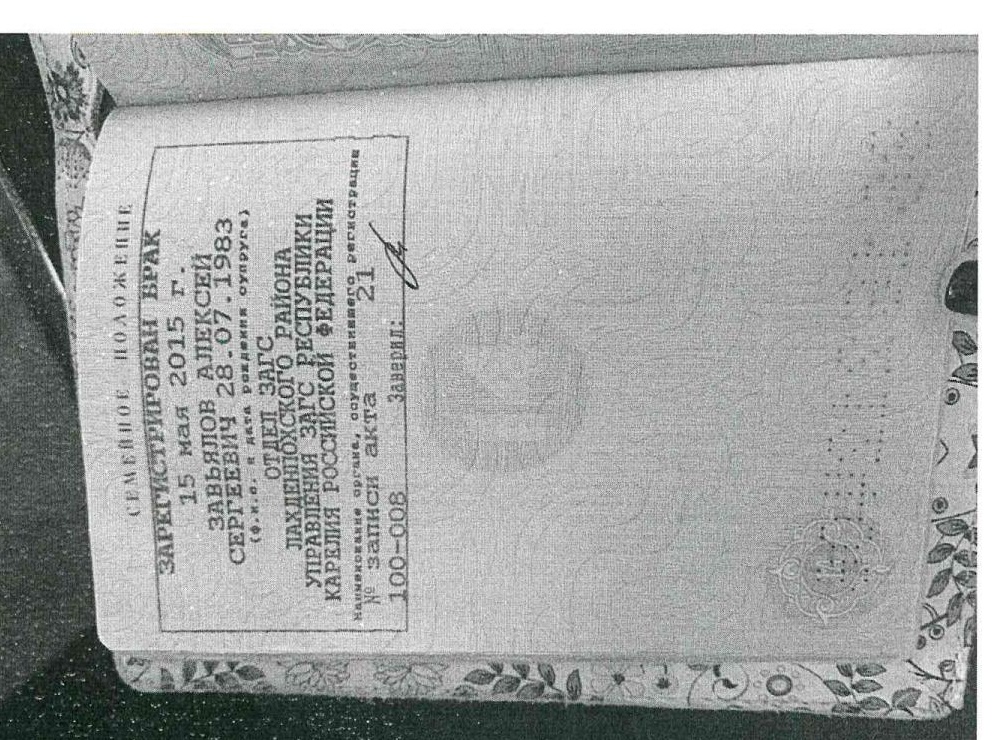 СЕМЕЙНОЕ ПОЛОЖЕНИЕ
ЗАРЕГИСТРИРОВАН БРАК
15 мая 2015 г.
ЗАВЬЯЛОВ АЛЕКСЕЙ
СЕРГЕЕВИЧ 28.07.1983
(ф.и.о. и дата рождения супруга)
ОТДЕЛ ЗАГС
ЛАХДЕНПОХСКОГО РАЙОНА
УПРАВЛЕНИЯ ЗАГС РЕСПУБЛИКИ
КАРЕЛИЯ РОССИЙСКОЙ ФЕДЕРАЦИИ
наименование органа, осуществившего регистрацию
№ записи акта 21
100-008 Заверил: